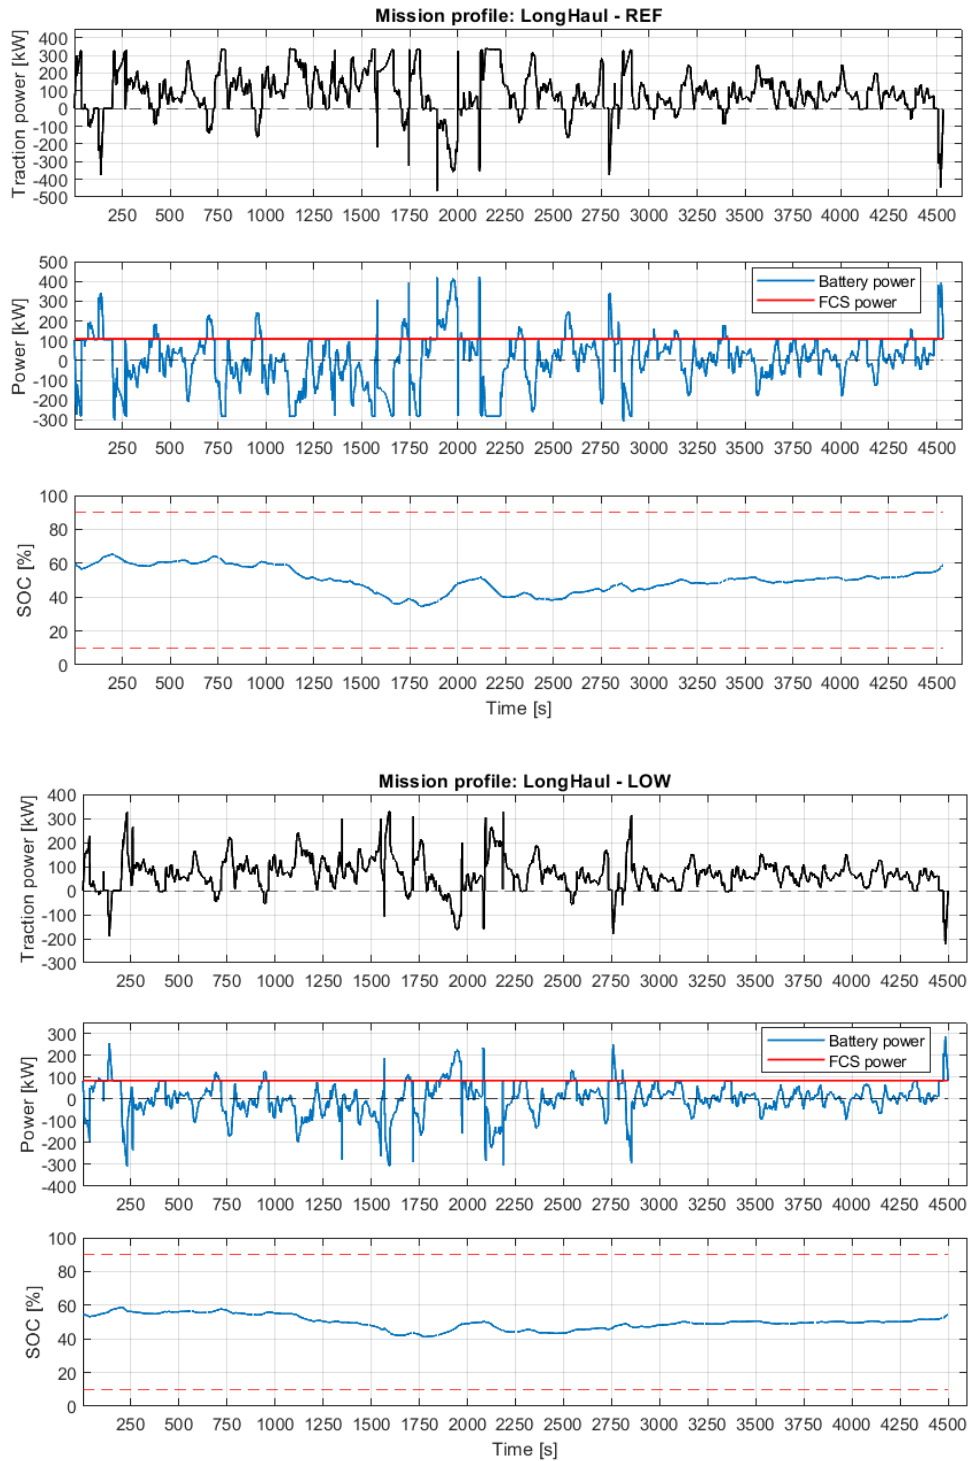 Mission profile: LongHaul - REF
Traction power [kW]
400
300
200
100
0
-100
-200
-300
-400
-500
250 500 750 1000 1250 1500 1750 2000 2250 2500 2750 3000 3250 3500 3750 4000 4250 4500
Power [kW]
500
400
300
200
100
0
-100
-200
-300
Battery power
FCS power
250 500 750 1000 1250 1500 1750 2000 2250 2500 2750 3000 3250 3500 3750 4000 4250 4500
SOC [%]
100
80
60
40
20
0
250 500 750 1000 1250 1500 1750 2000 2250 2500 2750 3000 3250 3500 3750 4000 4250 4500
Time [s]
Mission profile: LongHaul - LOW
Traction power [kW]
400
300
200
100
0
-100
-200
-300
250 500 750 1000 1250 1500 1750 2000 2250 2500 2750 3000 3250 3500 3750 4000 4250 4500
Power [kW]
300
200
100
0
-100
-200
-300
-400
Battery power
FCS power
250 500 750 1000 1250 1500 1750 2000 2250 2500 2750 3000 3250 3500 3750 4000 4250 4500
SOC [%]
100
80
60
40
20
0
250 500 750 1000 1250 1500 1750 2000 2250 2500 2750 3000 3250 3500 3750 4000 4250 4500
Time [s]